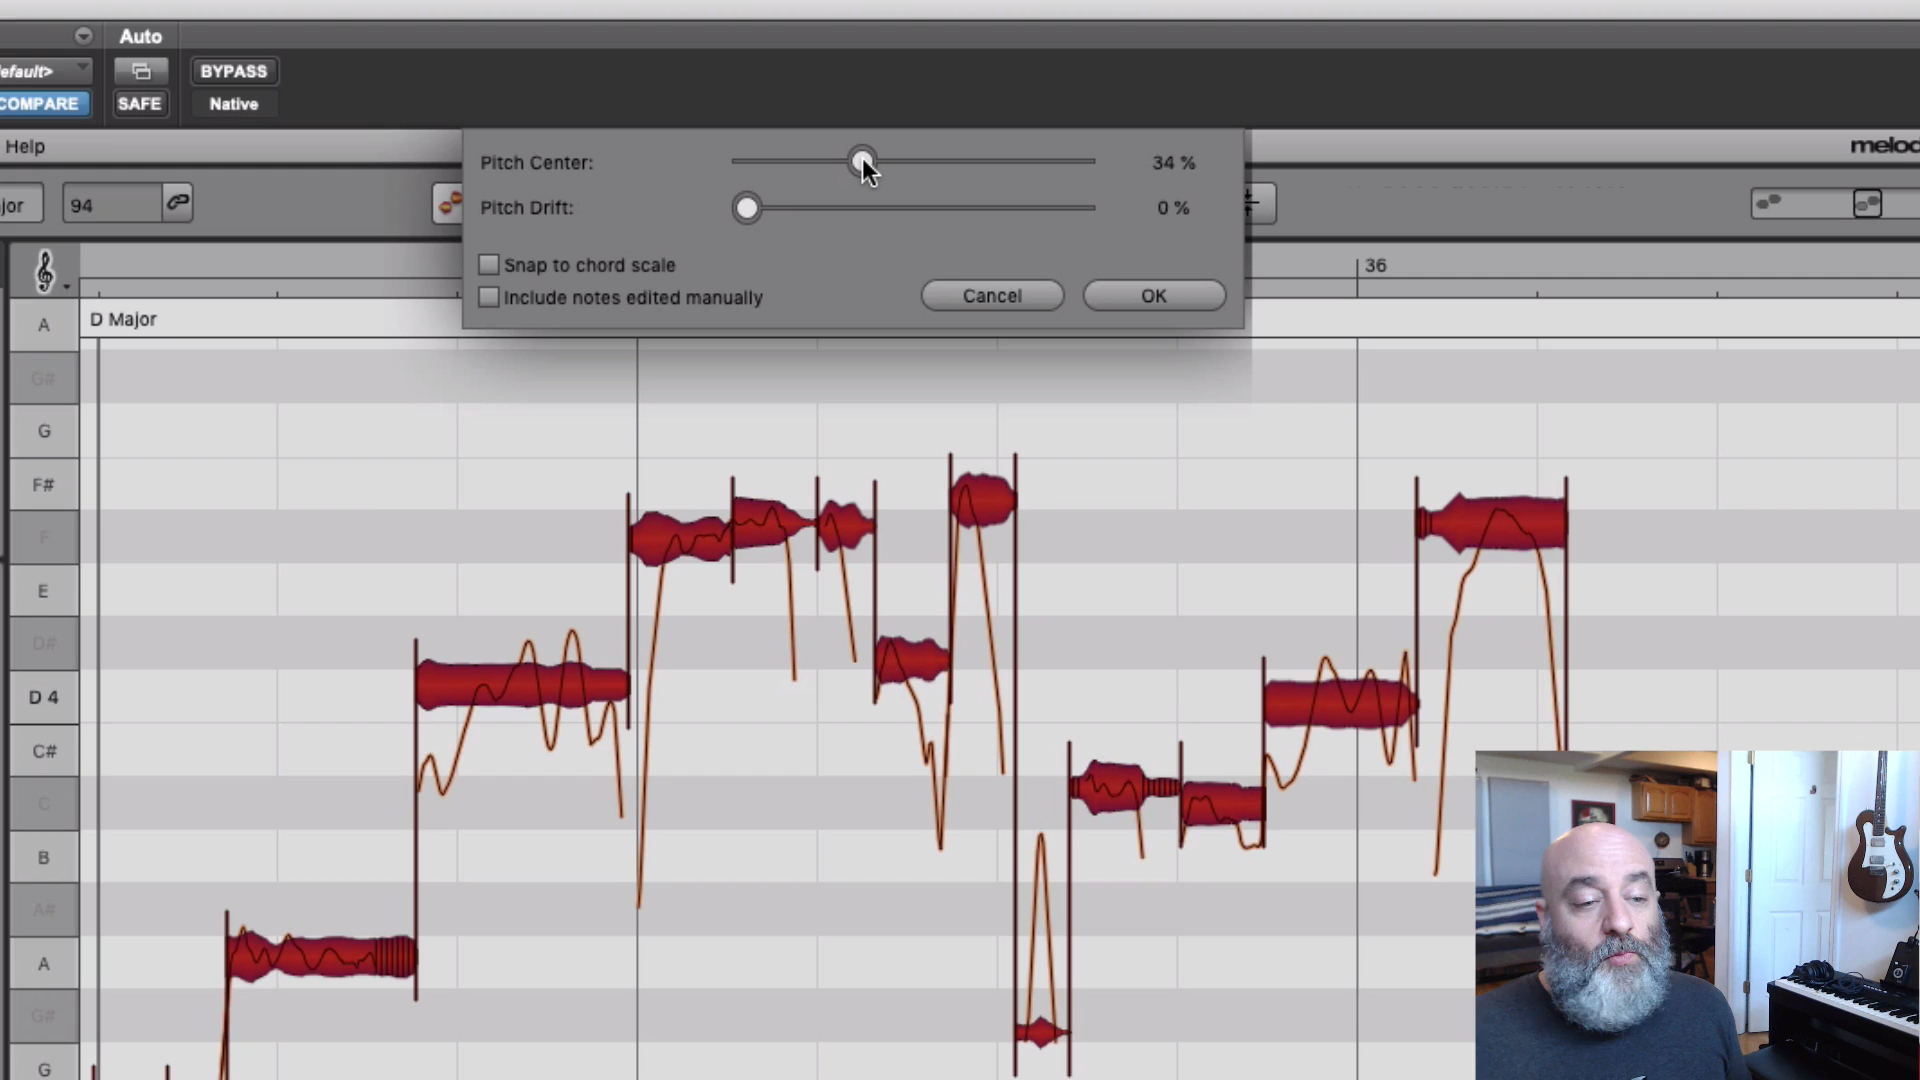 Auto
efault>
BYPASS
COMPARE
SAFE
Native
Help
melod
Pitch Center:
34 %
jor
94
Pitch Drift:
0 %
Snap to chord scale
Include notes edited manually
Cancel
OK
36
A
D Major
G#
G
F#
F
E
D#
D 4
C#
C
B
A#
A
G#
G